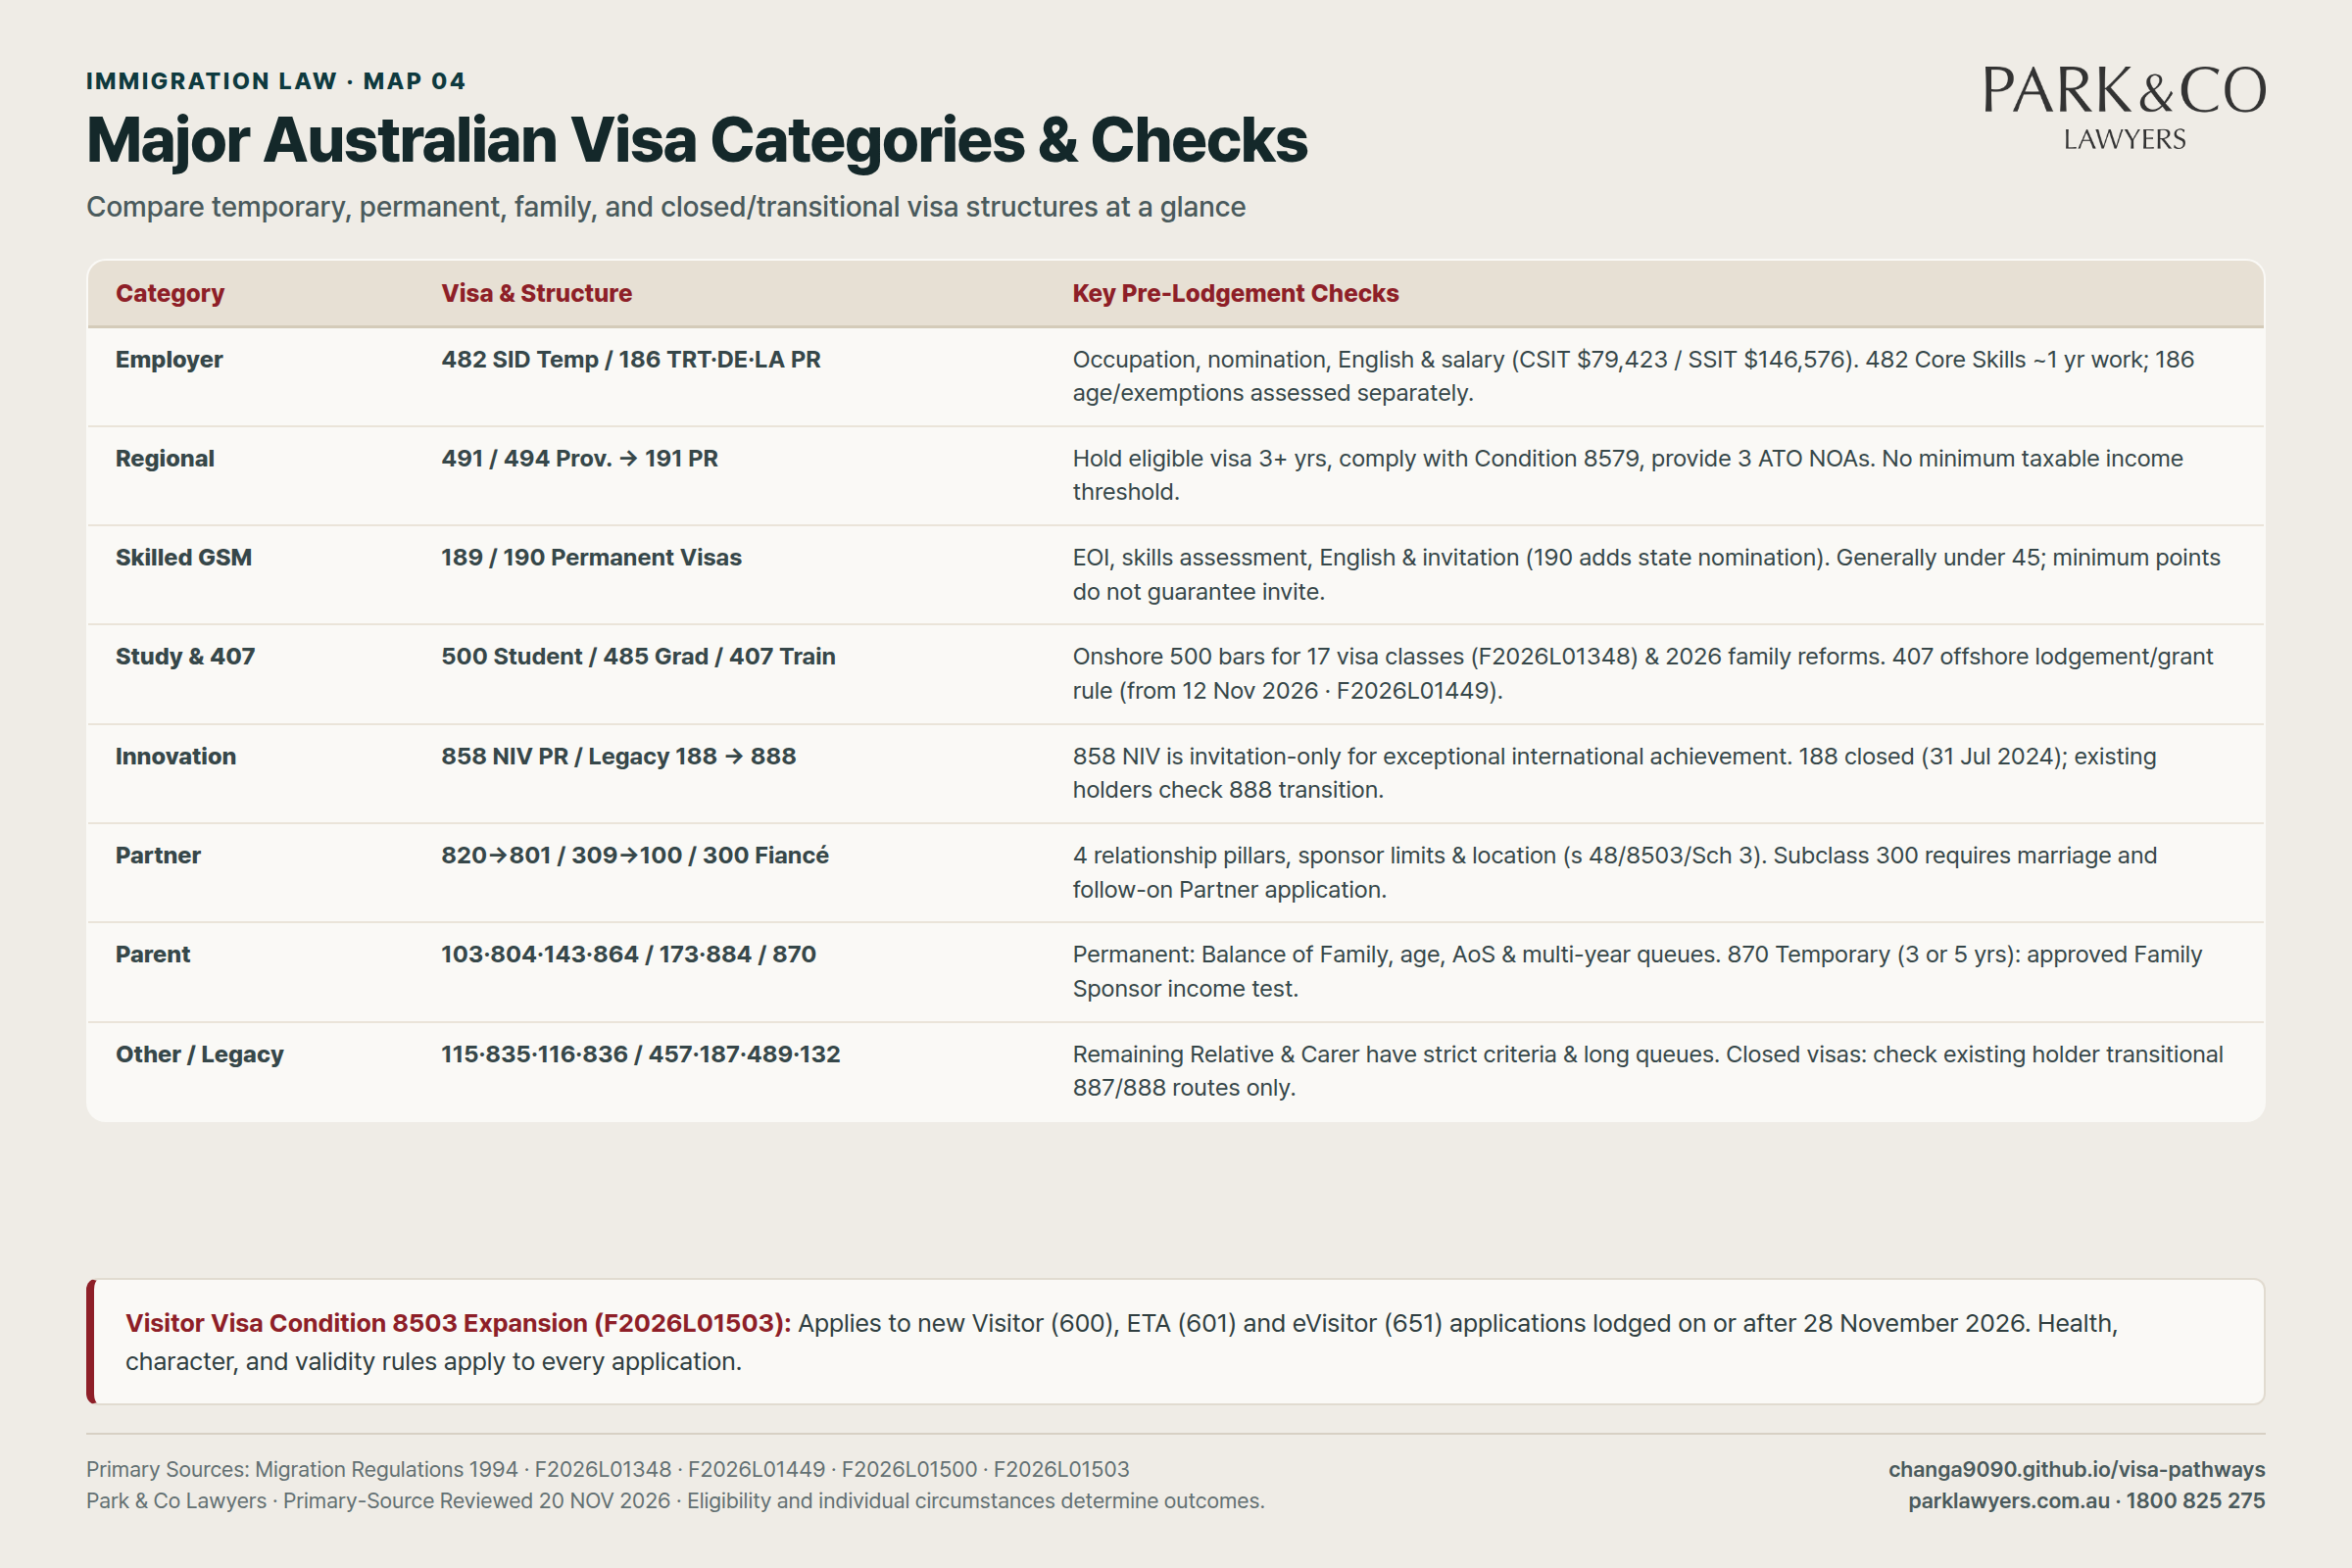 IMMIGRATION LAW · MAP 04
PARK & CO
LAWYERS
Major Australian Visa Categories & Checks
Compare temporary, permanent, family, and closed/transitional visa structures at a glance
Category
Visa & Structure
Key Pre-Lodgement Checks
Employer
482 SID Temp / 186 TRT·DE·LA PR
Occupation, nomination, English & salary (CSIT $79,423 / SSIT $146,576). 482 Core Skills ~1 yr work; 186
age/exemptions assessed separately.
Regional
491 / 494 Prov. → 191 PR
Hold eligible visa 3+ yrs, comply with Condition 8579, provide 3 ATO NOAs. No minimum taxable income
threshold.
Skilled GSM
189 / 190 Permanent Visas
EOI, skills assessment, English & invitation (190 adds state nomination). Generally under 45; minimum points
do not guarantee invite.
Study & 407
500 Student / 485 Grad / 407 Train
Onshore 500 bars for 17 visa classes (F2026L01348) & 2026 family reforms. 407 offshore lodgement/grant
rule (from 12 Nov 2026 · F2026L01449).
Innovation
858 NIV PR / Legacy 188 → 888
858 NIV is invitation-only for exceptional international achievement. 188 closed (31 Jul 2024); existing
holders check 888 transition.
Partner
820→801 / 309→100 / 300 Fiancé
4 relationship pillars, sponsor limits & location (s 48/8503/Sch 3). Subclass 300 requires marriage and
follow-on Partner application.
Parent
103·804·143·864 / 173·884 / 870
Permanent: Balance of Family, age, AoS & multi-year queues. 870 Temporary (3 or 5 yrs): approved Family
Sponsor income test.
Other / Legacy
115·835·116·836 / 457·187·489·132
Remaining Relative & Carer have strict criteria & long queues. Closed visas: check existing holder transitional
887/888 routes only.
Visitor Visa Condition 8503 Expansion (F2026L01503): Applies to new Visitor (600), ETA (601) and eVisitor (651) applications lodged on or after 28 November 2026. Health,
character, and validity rules apply to every application.
Primary Sources: Migration Regulations 1994 · F2026L01348 · F2026L01449 · F2026L01500 · F2026L01503
Park & Co Lawyers · Primary-Source Reviewed 20 NOV 2026 · Eligibility and individual circumstances determine outcomes.
changa9090.github.io/visa-pathways
parklawyers.com.au · 1800 825 275